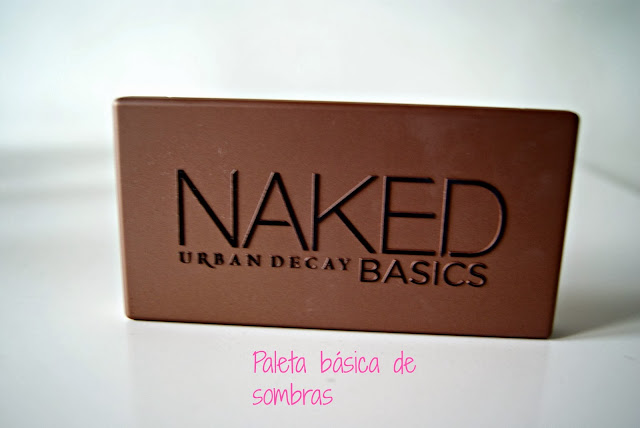 NAKED
URBAN DECAY BASICS
Paleta básica de
sombras